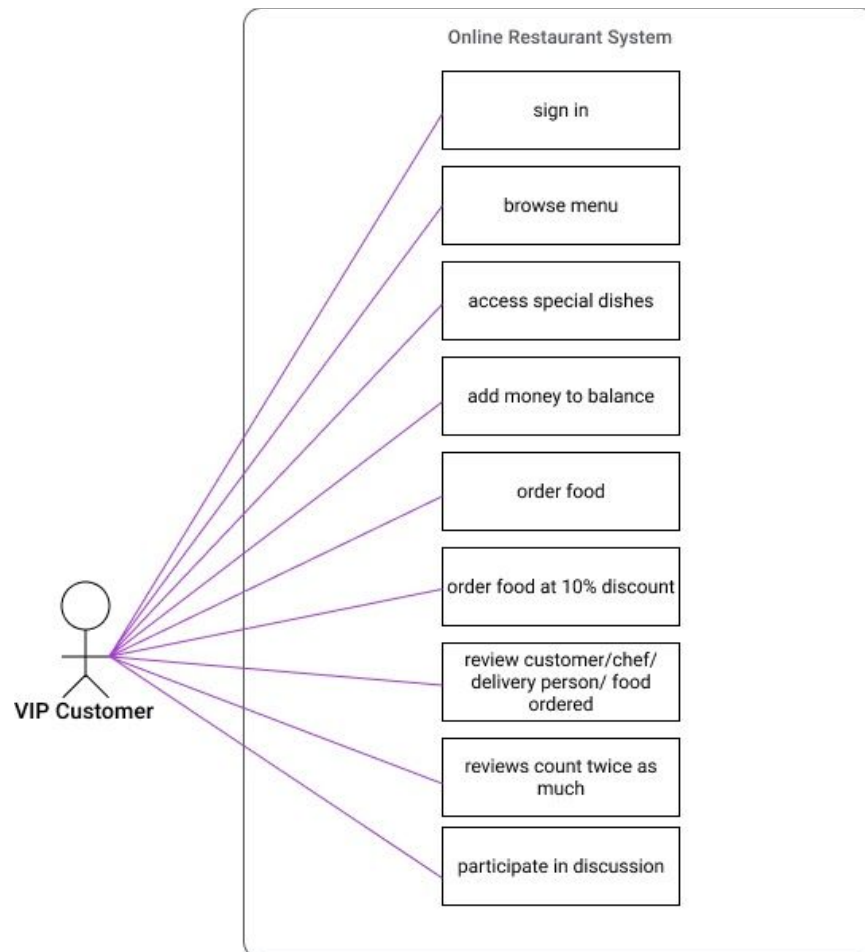 Online Restaurant System
sign in
browse menu
access special dishes
add money to balance
order food
order food at 10% discount
review customer/chef/
delivery person/ food
ordered
reviews count twice as
much
participate in discussion
VIP Customer